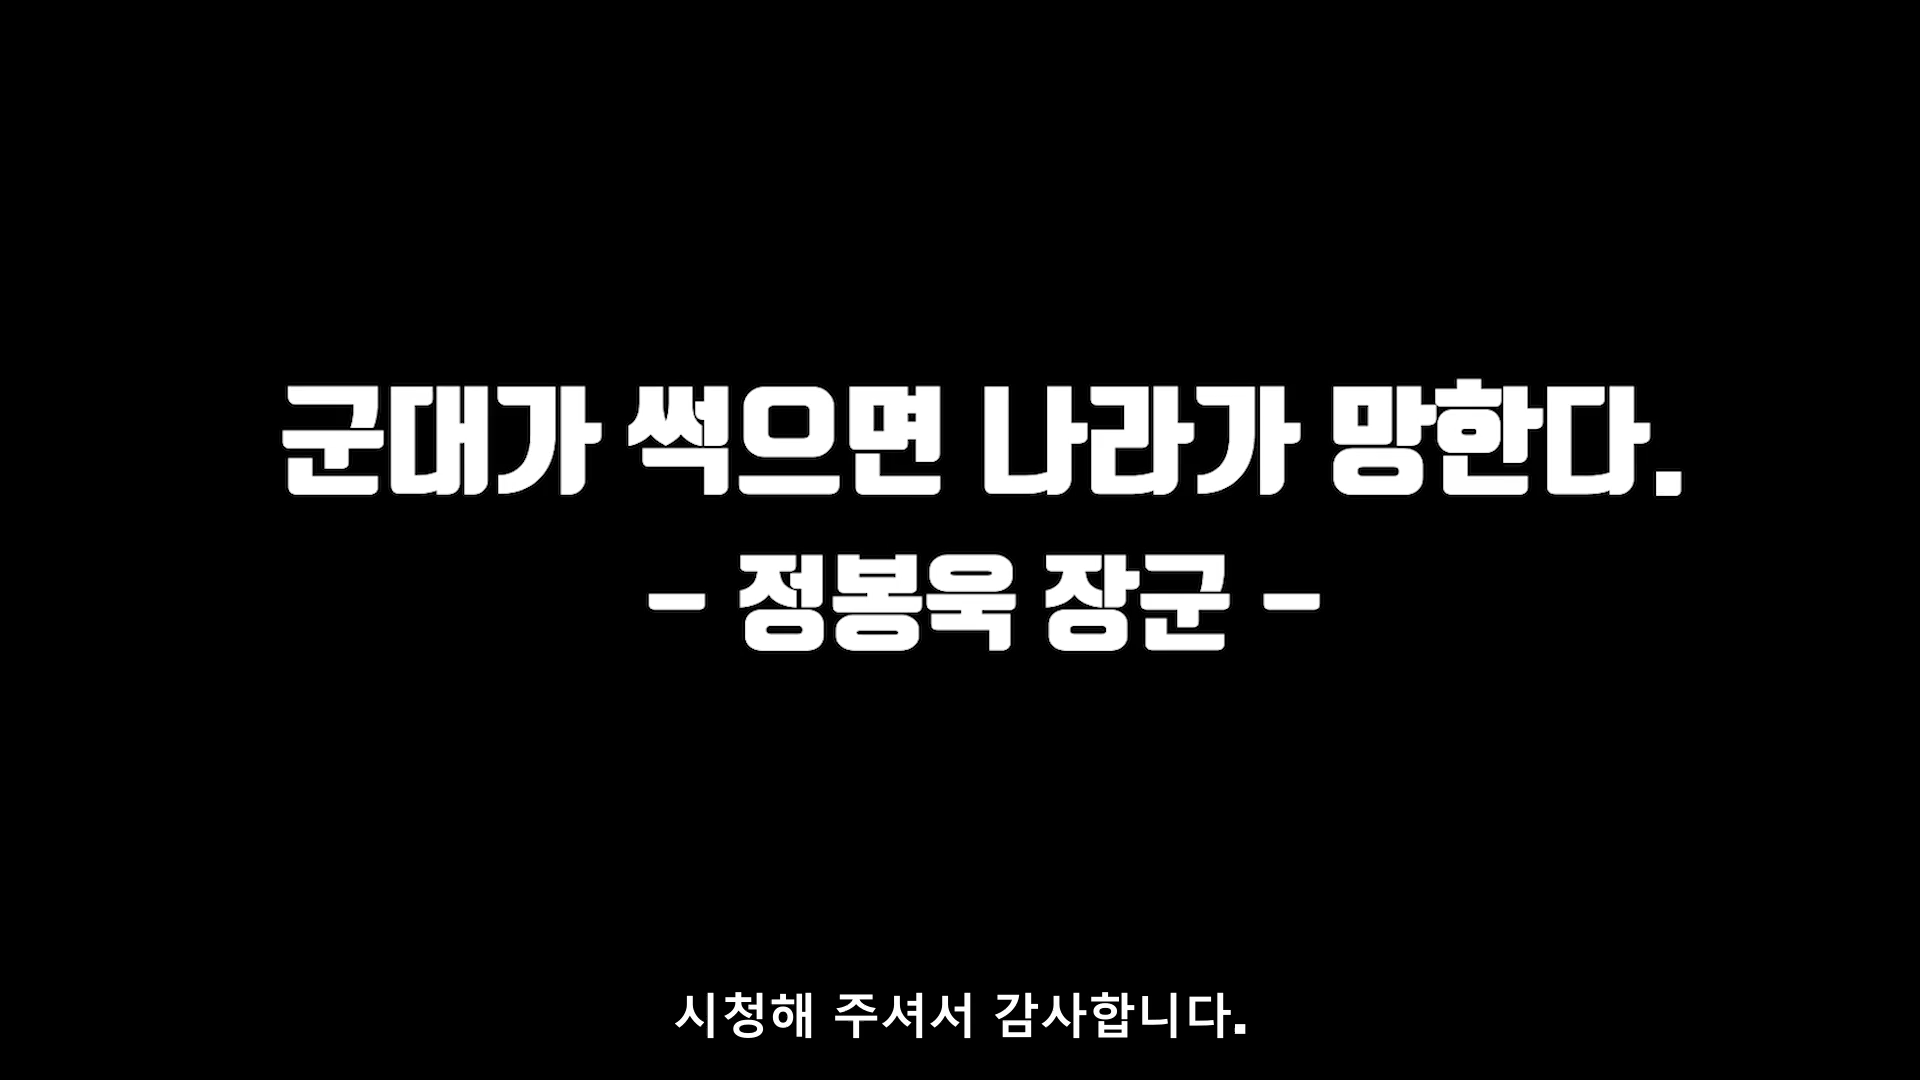 군대가 썩으면 나라가 망한다.
- 정봉욱 장군 -
시청해 주셔서 감사합니다.